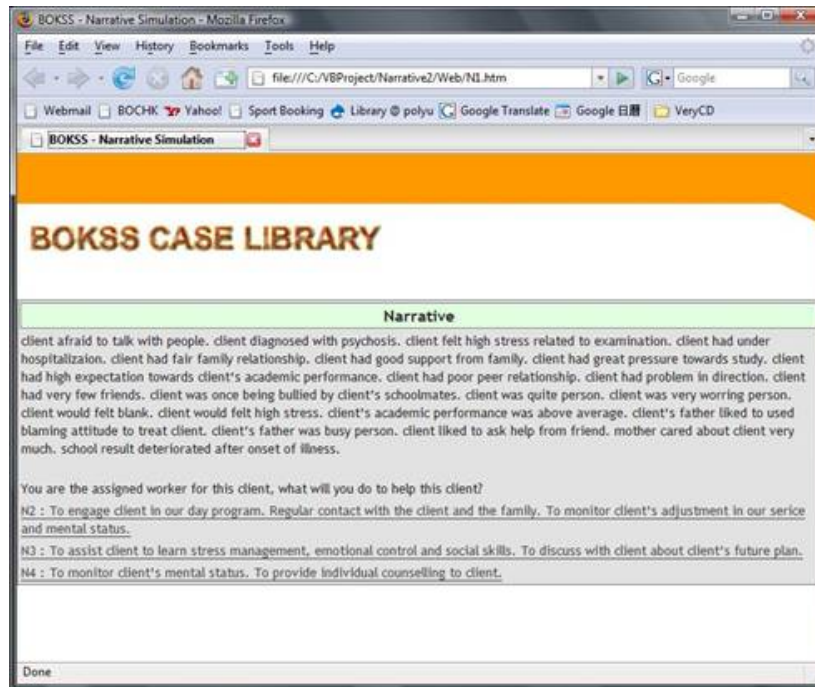 BOKSS - Narrative Simulation - Mozilla Firefox
File Edit View History Bookmarks Tools Help
file:///C:/VBProject/Narrative2/Web/N1.htm
G Google
Webmail BOCHK Yahoo! Sport Booking Library @ polyu Google Translate Google 日曆 VeryCD
BOKSS - Narrative Simulation
BOKSS CASE LIBRARY
Narrative
client afraid to talk with people. client diagnosed with psychosis. client felt high stress related to examination. client had under
hospitalizaion. client had fair family relationship. client had good support from family. client had great pressure towards study. client
had high expectation towards client's academic performance. client had poor peer relationship. client had problem in direction. client
had very few friends. client was once being bullied by client's schoolmates. client was quite person. client was very worring person.
client would felt blank. client would felt high stress. client's academic performance was above average. client's father liked to used
blaming attitude to treat client. client's father was busy person. client liked to ask help from friend. mother cared about client very
much. school result deteriorated after onset of illness.
You are the assigned worker for this client, what will you do to help this client?
N2 : To engage client in our day program. Regular contact with the client and the family. To monitor client's adjustment in our serice
and mental status.
N3 : To assist client to learn stress management, emotional control and social skills. To discuss with client about client's future plan.
N4 : To monitor client's mental status. To provide individual counselling to client.
Done